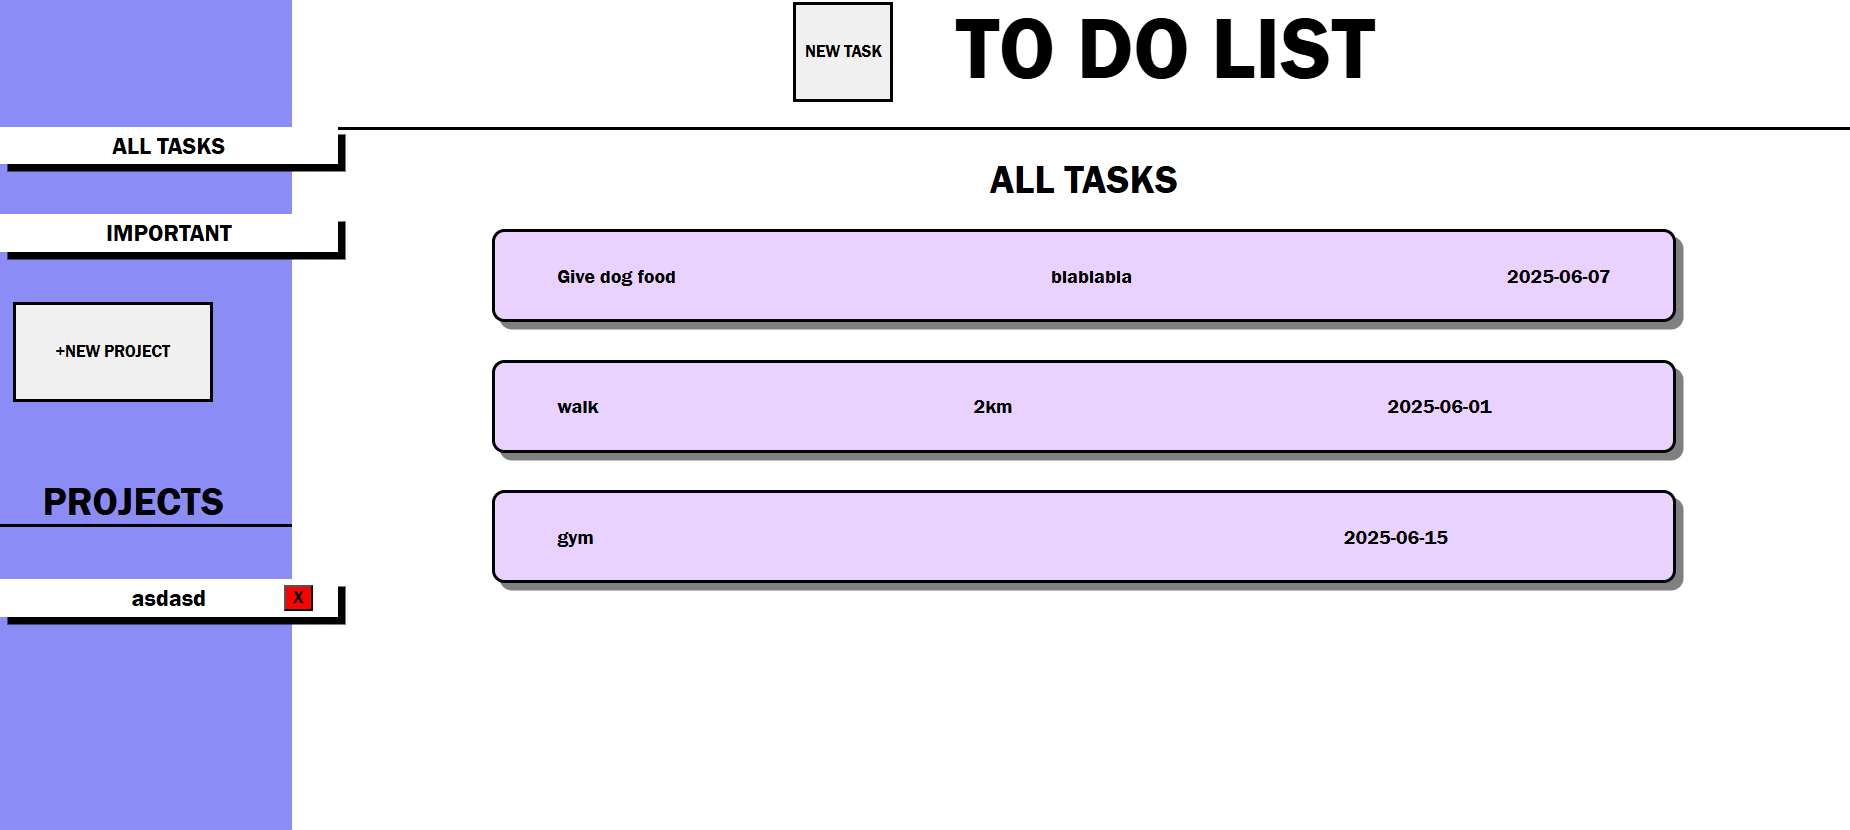 NEW TASK
TO DO LIST
ALL TASKS
IMPORTANT
+NEW PROJECT
PROJECTS
asdasd X
ALL TASKS
Give dog food blablabla 2025-06-07
walk 2km 2025-06-01
gym 2025-06-15